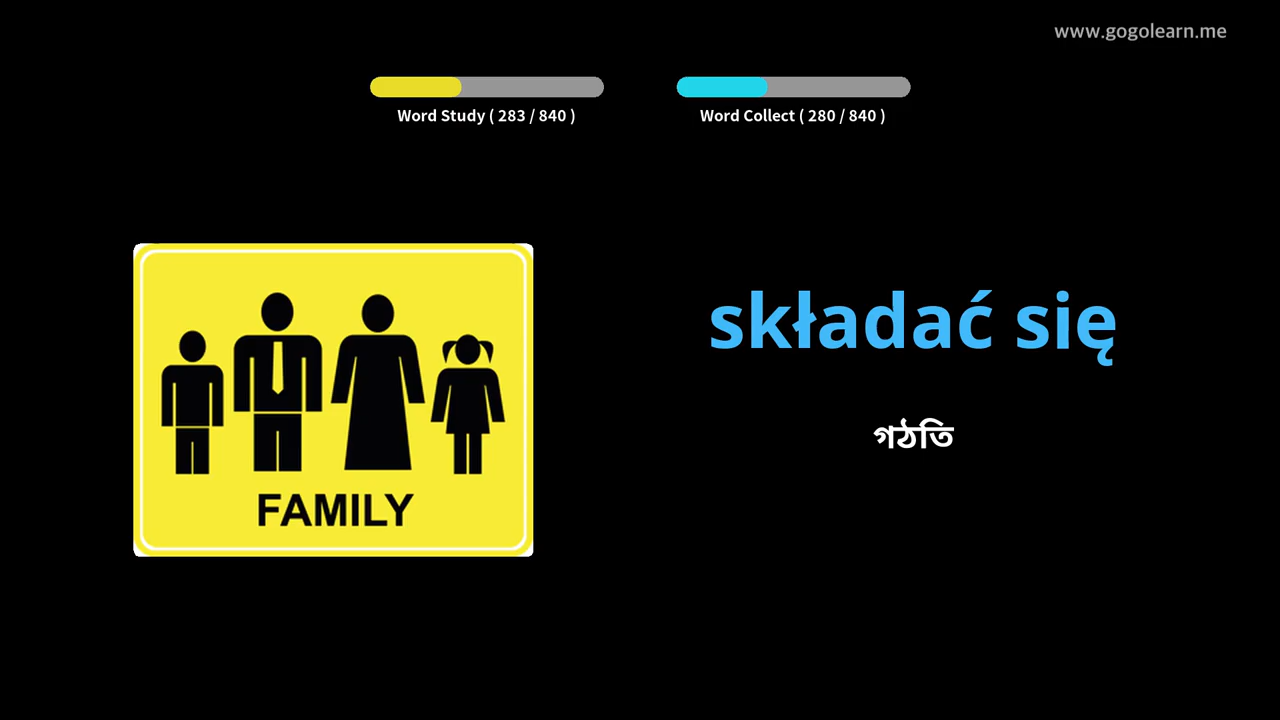 www.gogolearn.me
Word Study ( 283 / 840 )
Word Collect ( 280 / 840 )
składać się
গঠতি
FAMILY